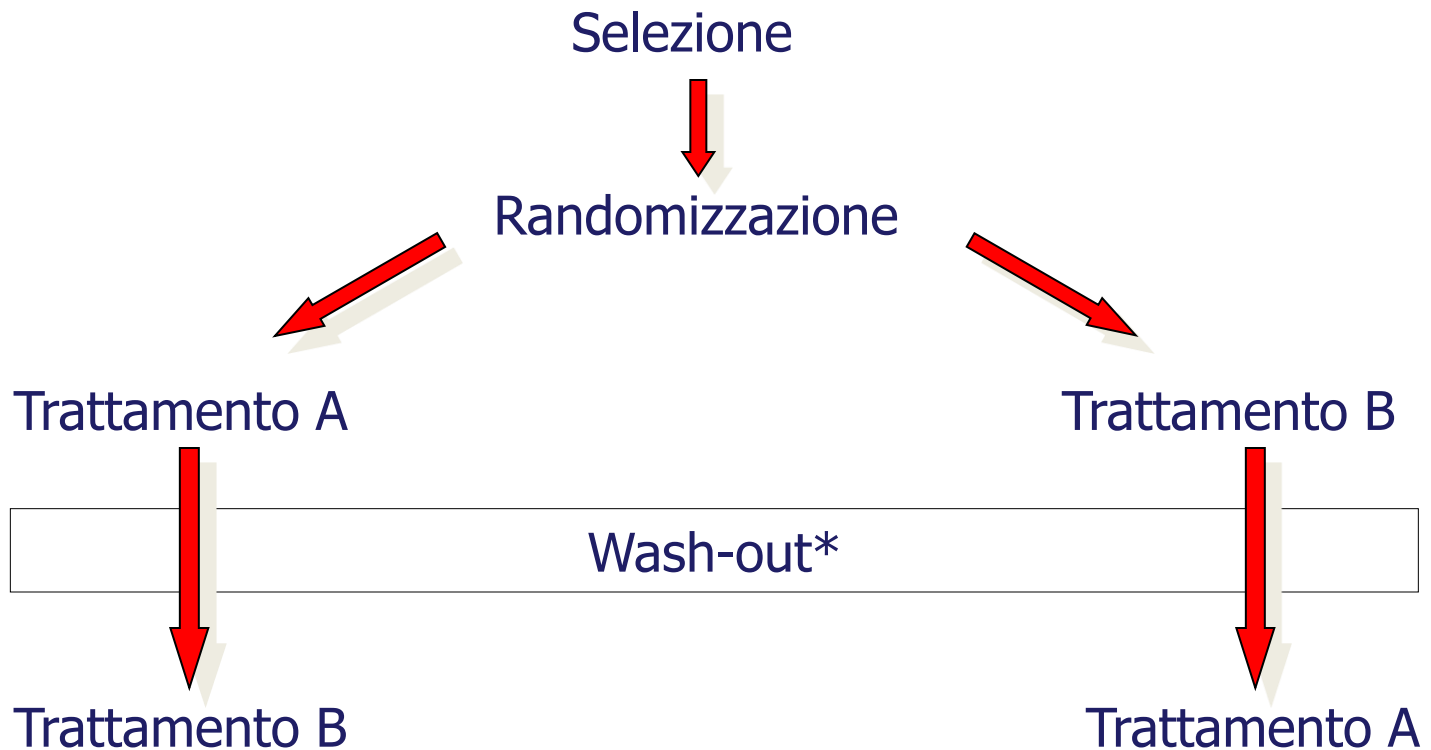 Selezione
Randomizzazione
Trattamento A
Trattamento B
Wash-out*
Trattamento B
Trattamento A